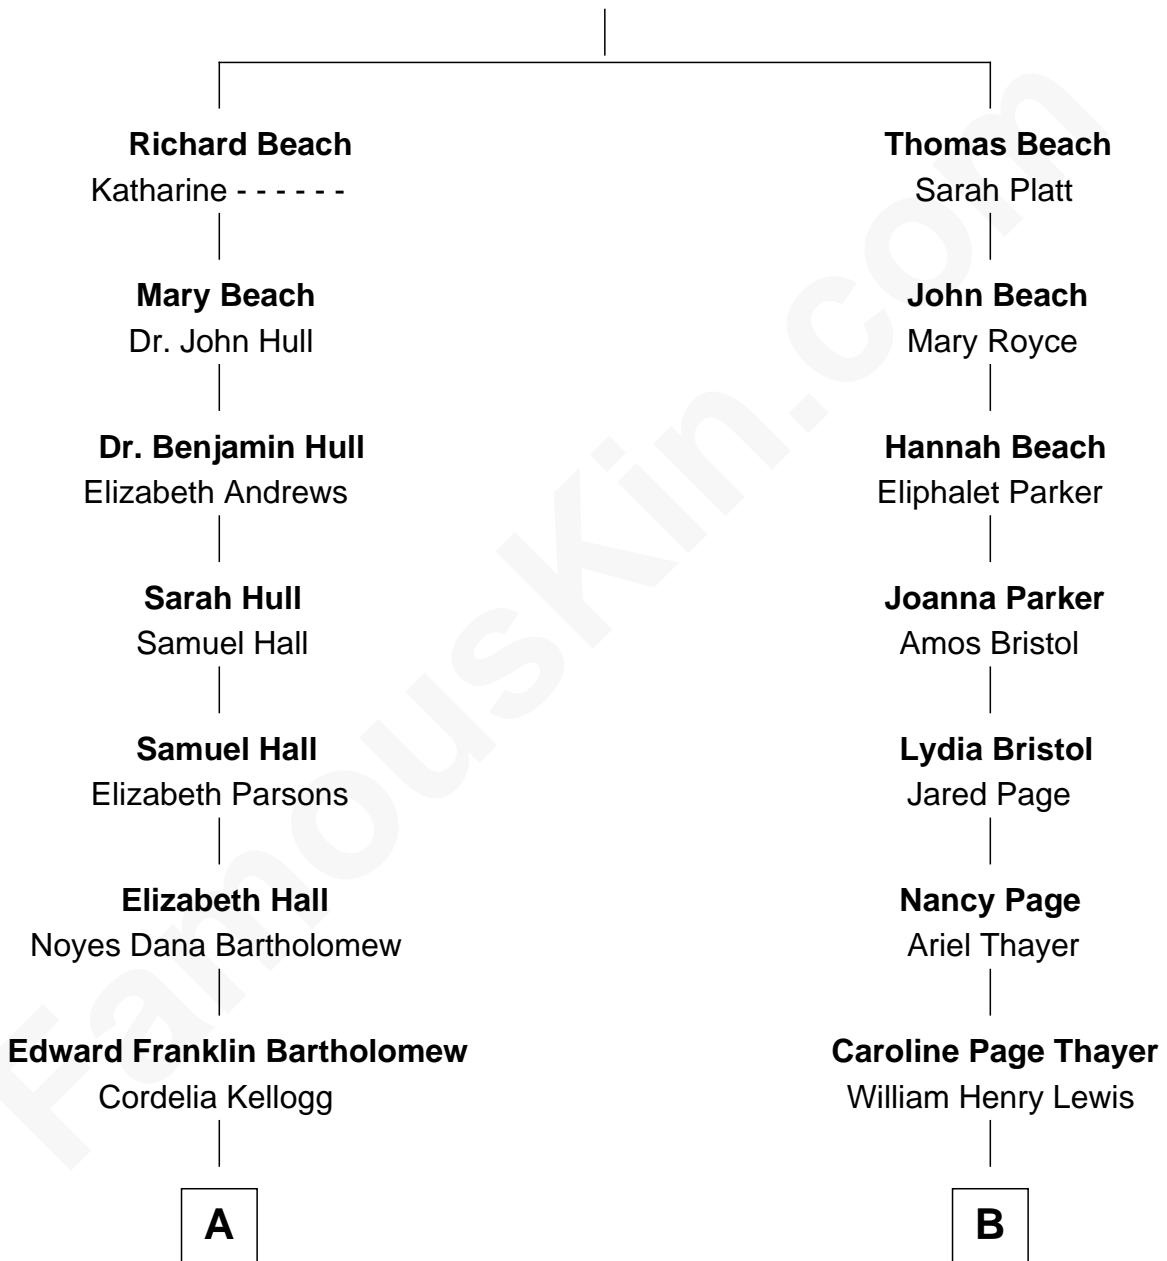 Richard Beach
Katharine - - - - - -
Mary Beach
Dr. John Hull
Dr. Benjamin Hull
Elizabeth Andrews
Sarah Hull
Samuel Hall
Samuel Hall
Elizabeth Parsons
Elizabeth Hall
Noyes Dana Bartholomew
Edward Franklin Bartholomew
Cordelia Kellogg
A
Thomas Beach
Sarah Platt
John Beach
Mary Royce
Hannah Beach
Eliphalet Parker
Joanna Parker
Amos Bristol
Lydia Bristol
Jared Page
Nancy Page
Ariel Thayer
Caroline Page Thayer
William Henry Lewis
B
FamousKin.com